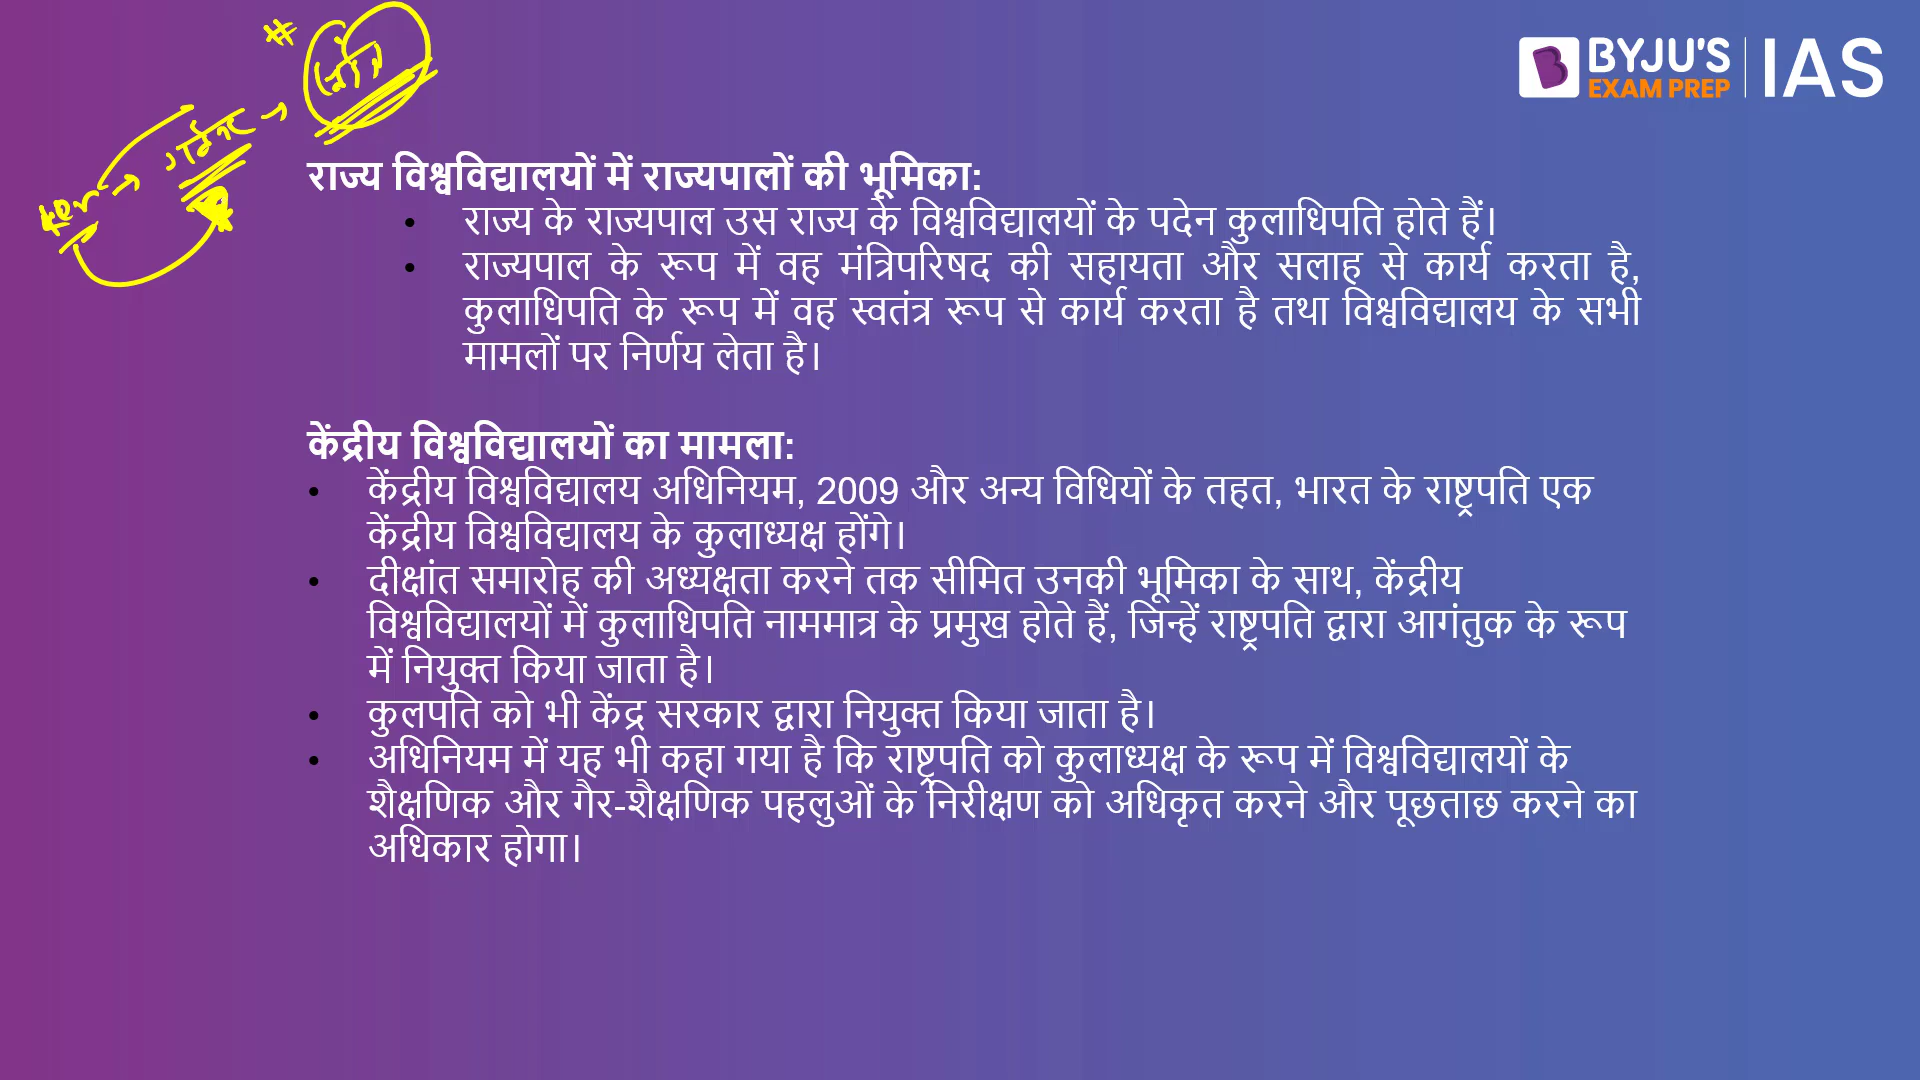 BYJU'S
EXAM PREP
IAS
राज्य विश्वविद्यालयों में राज्यपालों की भूमिका:
• राज्य के राज्यपाल उस राज्य के विश्वविद्यालयों के पदेन कुलाधिपति होते हैं।
• राज्यपाल के रूप में वह मंत्रिपरिषद की सहायता और सलाह से कार्य करता है,
कुलाधिपति के रूप में वह स्वतंत्र रूप से कार्य करता है तथा विश्वविद्यालय के सभी
मामलों पर निर्णय लेता है।
केंद्रीय विश्वविद्यालयों का मामला:
• केंद्रीय विश्वविद्यालय अधिनियम, 2009 और अन्य विधियों के तहत, भारत के राष्ट्रपति एक
केंद्रीय विश्वविद्यालय के कुलाध्यक्ष होंगे।
• दीक्षांत समारोह की अध्यक्षता करने तक सीमित उनकी भूमिका के साथ, केंद्रीय
विश्वविद्यालयों में कुलाधिपति नाममात्र के प्रमुख होते हैं, जिन्हें राष्ट्रपति द्वारा आगंतुक के रूप
में नियुक्त किया जाता है।
• कुलपति को भी केंद्र सरकार द्वारा नियुक्त किया जाता है।
• अधिनियम में यह भी कहा गया है कि राष्ट्रपति को कुलाध्यक्ष के रूप में विश्वविद्यालयों के
शैक्षणिक और गैर-शैक्षणिक पहलुओं के निरीक्षण को अधिकृत करने और पूछताछ करने का
अधिकार होगा।